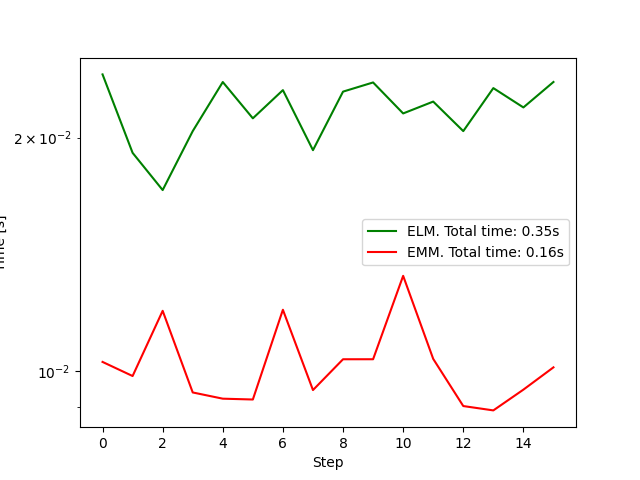 2 × 10⁻²
10⁻²
Time [s]
ELM. Total time: 0.35s
EMM. Total time: 0.16s
0 2 4 6 8 10 12 14
Step